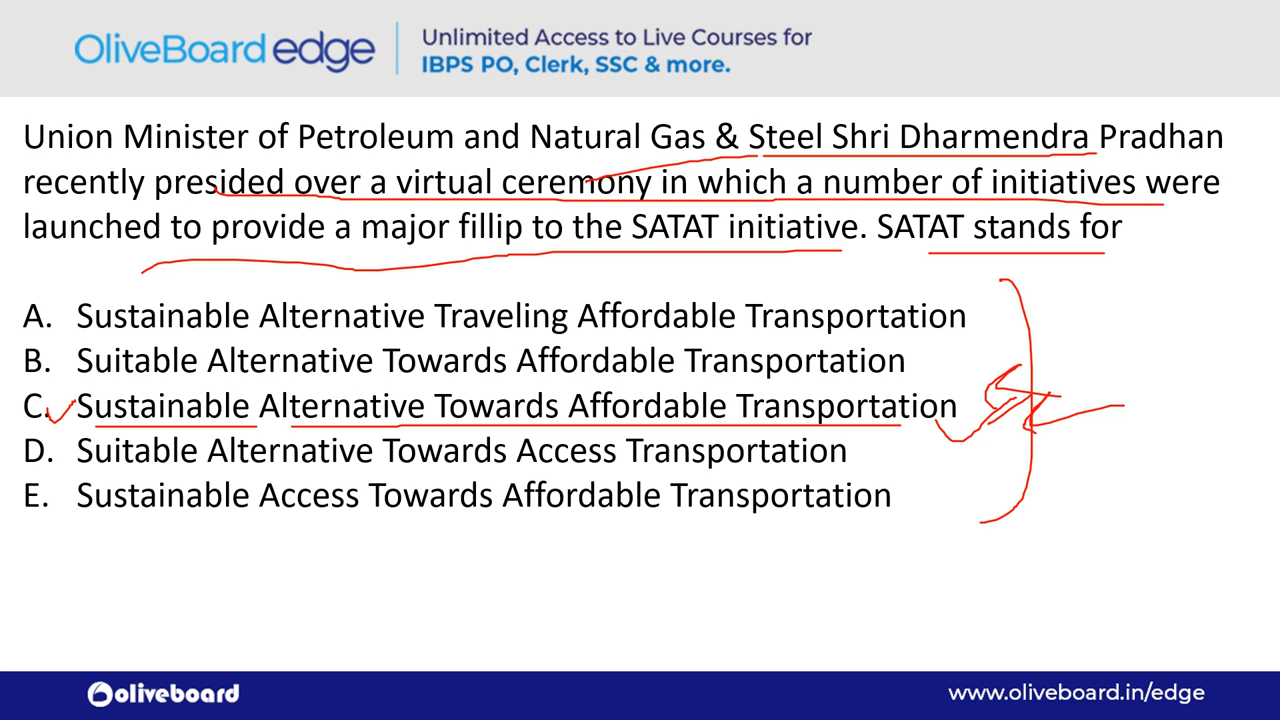 OliveBoard edge
Unlimited Access to Live Courses for
IBPS PO, Clerk, SSC & more.
Union Minister of Petroleum and Natural Gas & Steel Shri Dharmendra Pradhan
recently presided over a virtual ceremony in which a number of initiatives were
launched to provide a major fillip to the SATAT initiative. SATAT stands for
A. Sustainable Alternative Traveling Affordable Transportation
B. Suitable Alternative Towards Affordable Transportation
C. Sustainable Alternative Towards Affordable Transportation
D. Suitable Alternative Towards Access Transportation
E. Sustainable Access Towards Affordable Transportation
oliveboard
www.oliveboard.in/edge